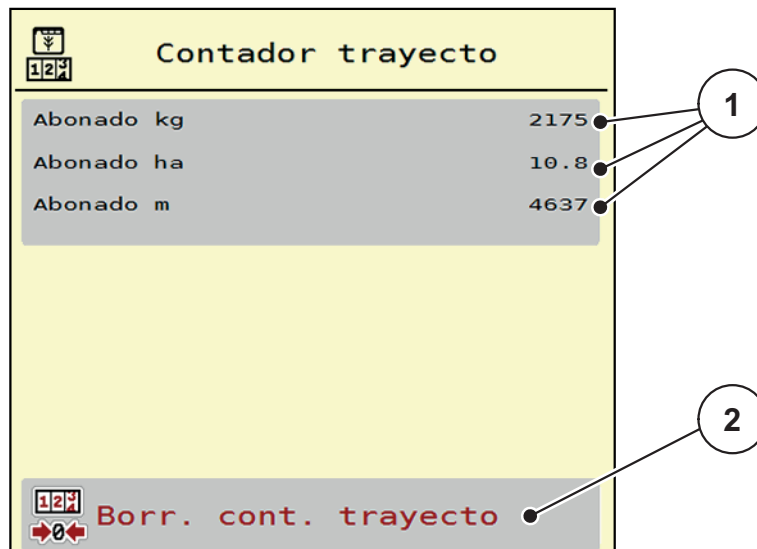 Contador trayecto
Abonado kg 2175
Abonado ha 10.8
Abonado m 4637
1
2
Borr. cont. trayecto